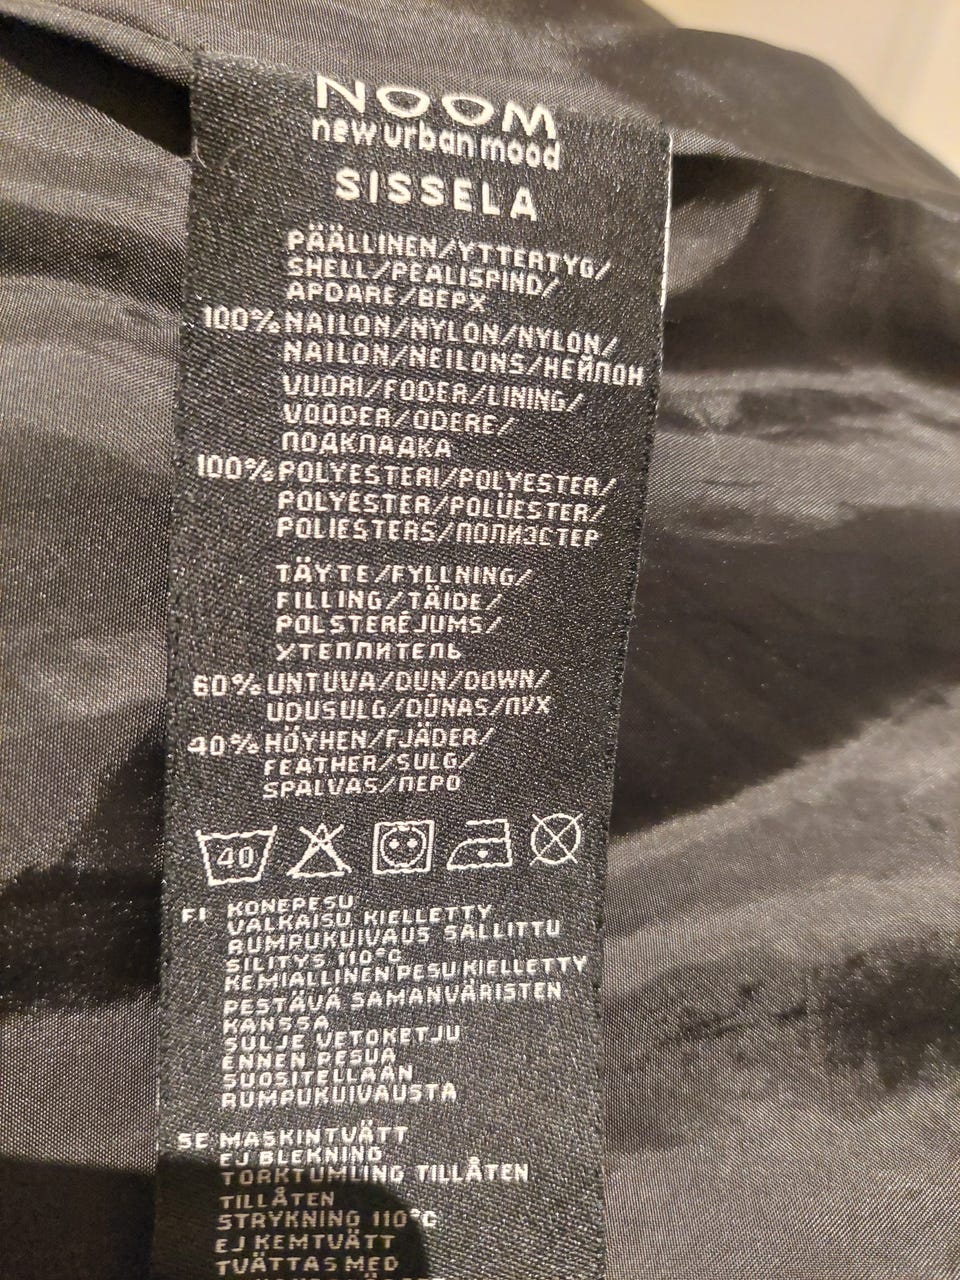 NOOM
new urban mood
SISSELA
PÄÄLLINEN/YTTERTYG/
SHELL/PEALISPIND/
APDARE/ВЕРХ
100% NAILON/NYLON/NYLON/
NAILON/NEILONS/НЕЙЛОН
VUORI/FODER/LINING/
VOODER/ODERE/
ПОДКЛАДКА
100% POLYESTERI/POLYESTER/
POLYESTER/POLÜESTER/
POLIESTERS/ПОЛИЭСТЕР
TÄYTE/FYLLNING/
FILLING/TÄIDE/
POLSTERĒJUMS/
УТЕПЛИТЕЛЬ
60% UNTUVA/DUN/DOWN/
UDUSULG/DŪNAS/ПУХ
40% HÖYHEN/FJÄDER/
FEATHER/SULG/
SPALVAS/ПЕРО
40
FI KONEPESU
VALKAISU KIELLETTY
RUMPUKUIVAUS SALLITTU
SILITYS 110°C
KEMIALLINEN PESU KIELLETTY
PESTÄVÄ SAMANVÄRISTEN
KANSSA
SULJE VETOKETJU
ENNEN PESUA
SUOSITELLAAN
RUMPUKUIVAUSTA
SE MASKINTVÄTT
EJ BLEKNING
TORKTUMLING TILLÅTEN
TILLÅTEN
STRYKNING 110°C
EJ KEMTVÄTT
TVÄTTAS MED